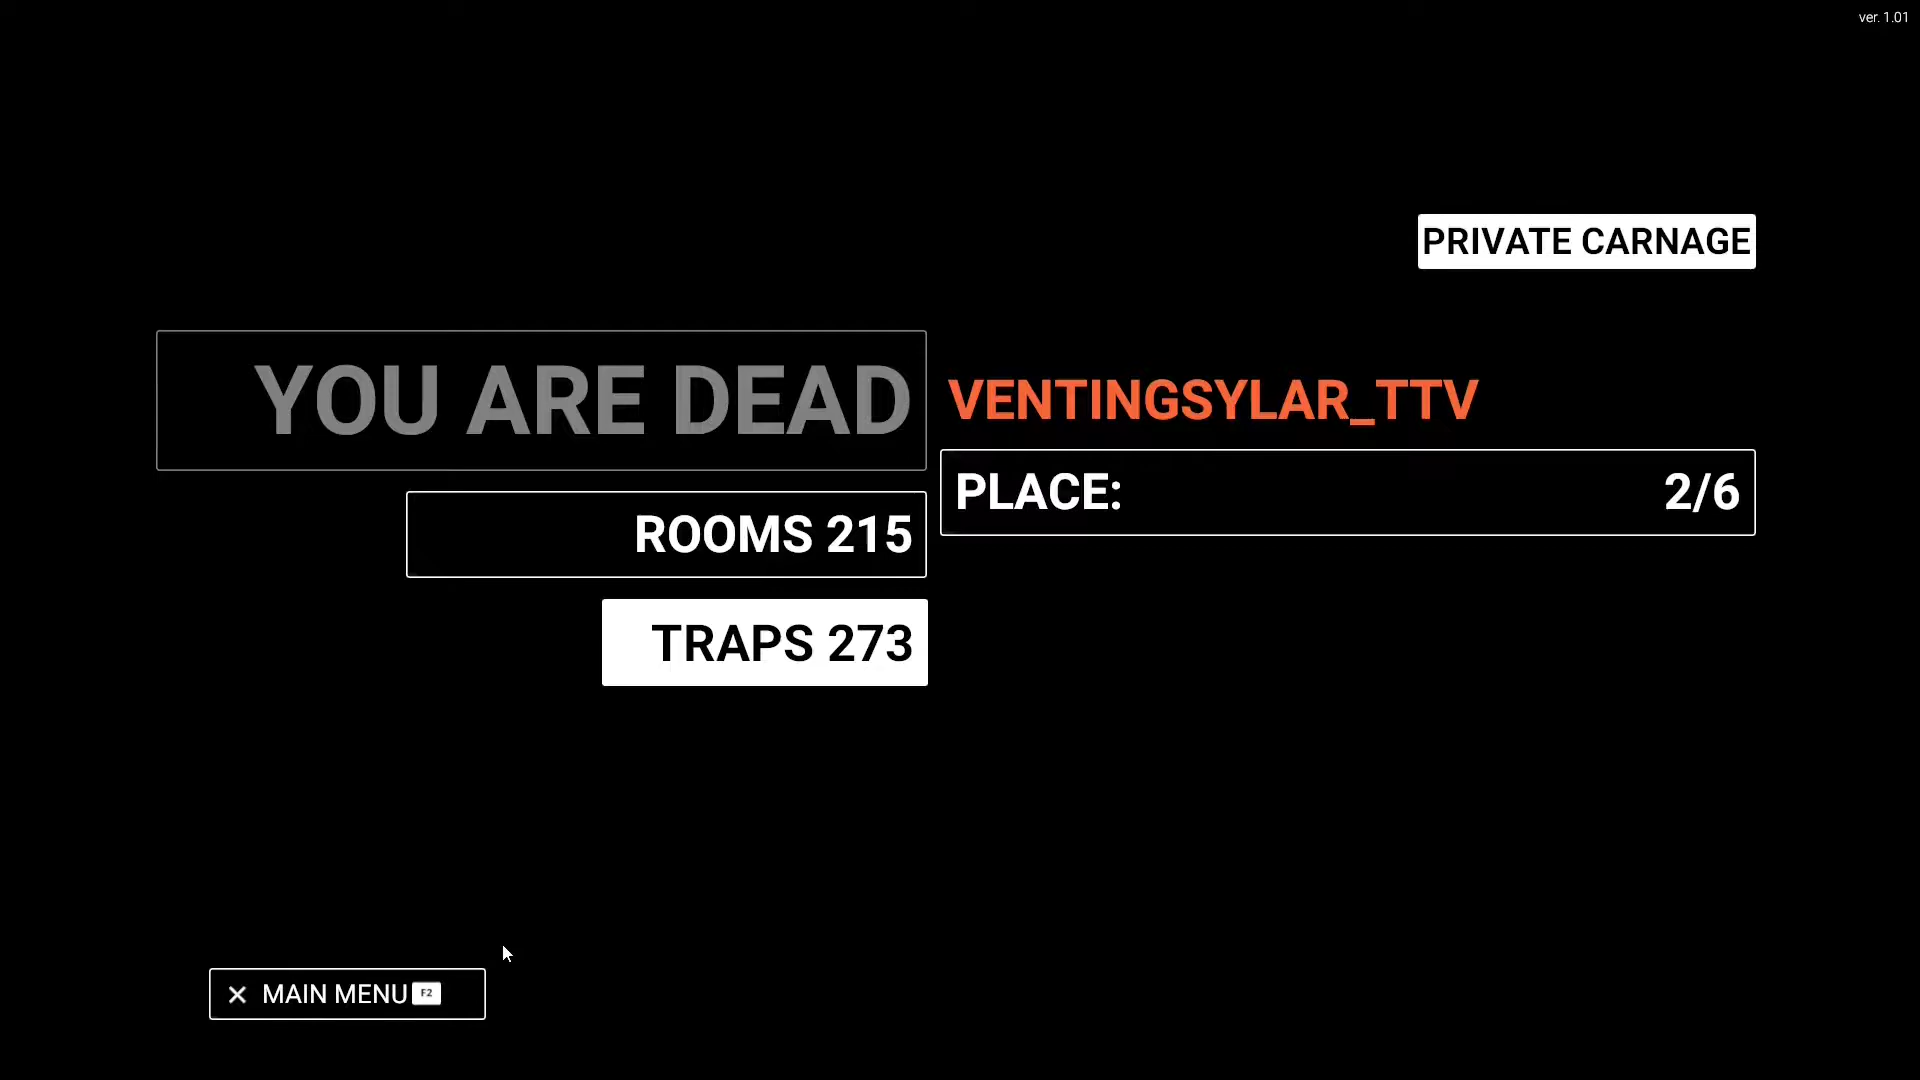 ver. 1.01
PRIVATE CARNAGE
YOU ARE DEAD
VENTINGSYLAR_TTV
PLACE: 2/6
ROOMS 215
TRAPS 273
MAIN MENU F2